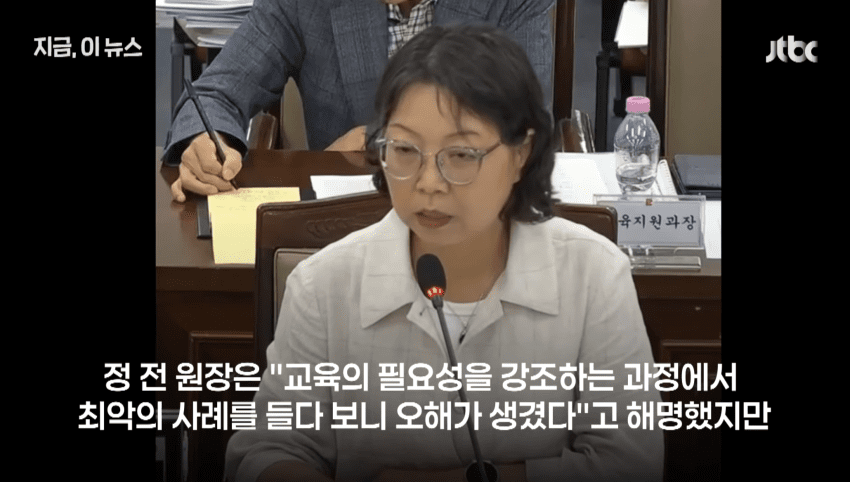 지금, 이 뉴스
jtbc
육지원과장
정 전 원장은 "교육의 필요성을 강조하는 과정에서
최악의 사례를 들다 보니 오해가 생겼다"고 해명했지만